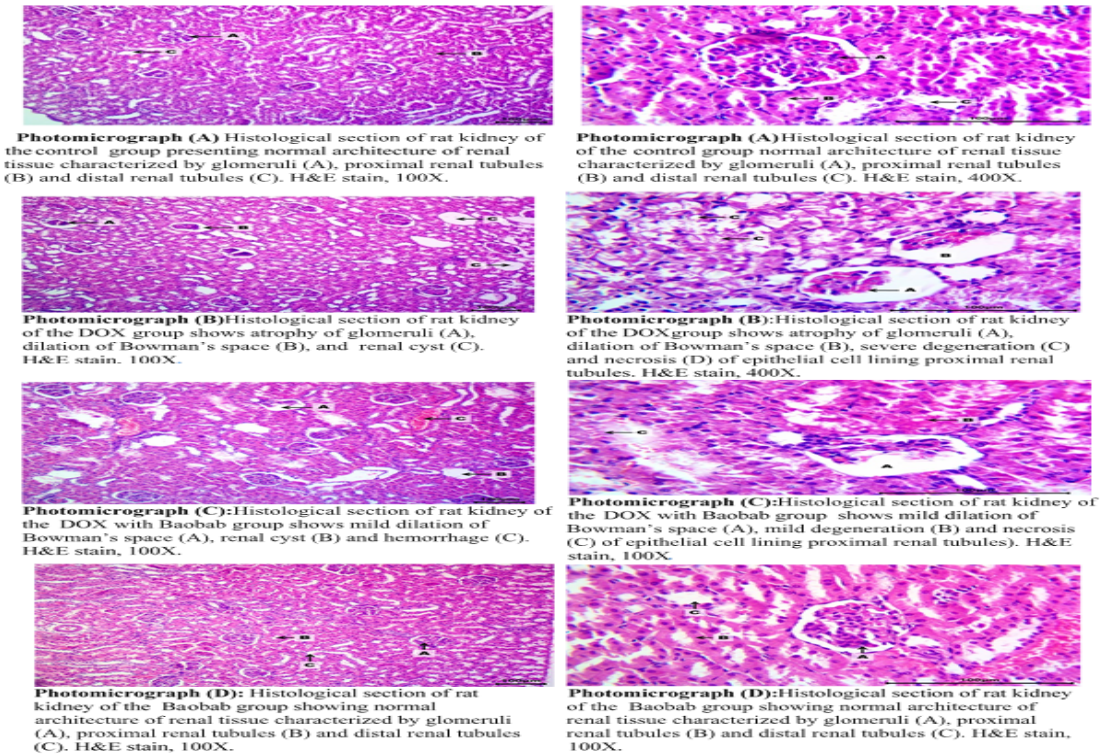 Photomicrograph (A) Histological section of rat kidney of
the control group presenting normal architecture of renal
tissue characterized by glomeruli (A), proximal renal tubules
(B) and distal renal tubules (C). H&E stain, 100X.
Photomicrograph (A)Histological section of rat kidney
of the control group normal architecture of renal tissue
characterized by glomeruli (A), proximal renal tubules
(B) and distal renal tubules (C). H&E stain, 400X.
Photomicrograph (B)Histological section of rat kidney
of the DOX group shows atrophy of glomeruli (A),
dilation of Bowman's space (B), and renal cyst (C).
H&E stain. 100X.
Photomicrograph (B):Histological section of rat kidney
of the DOXgroup shows atrophy of glomeruli (A),
dilation of Bowman's space (B), severe degeneration (C)
and necrosis (D) of epithelial cell lining proximal renal
tubules. H&E stain, 400X.
Photomicrograph (C):Histological section of rat kidney of
the DOX with Baobab group shows mild dilation of
Bowman's space (A), renal cyst (B) and hemorrhage (C).
H&E stain, 100X.
Photomicrograph (C):Histological section of rat kidney of
the DOX with Baobab group shows mild dilation of
Bowman's space (A), mild degeneration (B) and necrosis
(C) of epithelial cell lining proximal renal tubules). H&E
stain, 100X.
Photomicrograph (D): Histological section of rat
kidney of the Baobab group showing normal
architecture of renal tissue characterized by glomeruli
(A), proximal renal tubules (B) and distal renal tubules
(C). H&E stain, 100X.
Photomicrograph (D):Histological section of rat kidney
of the Baobab group showing normal architecture of
renal tissue characterized by glomeruli (A), proximal
renal tubules (B) and distal renal tubules (C). H&E stain,
100X.